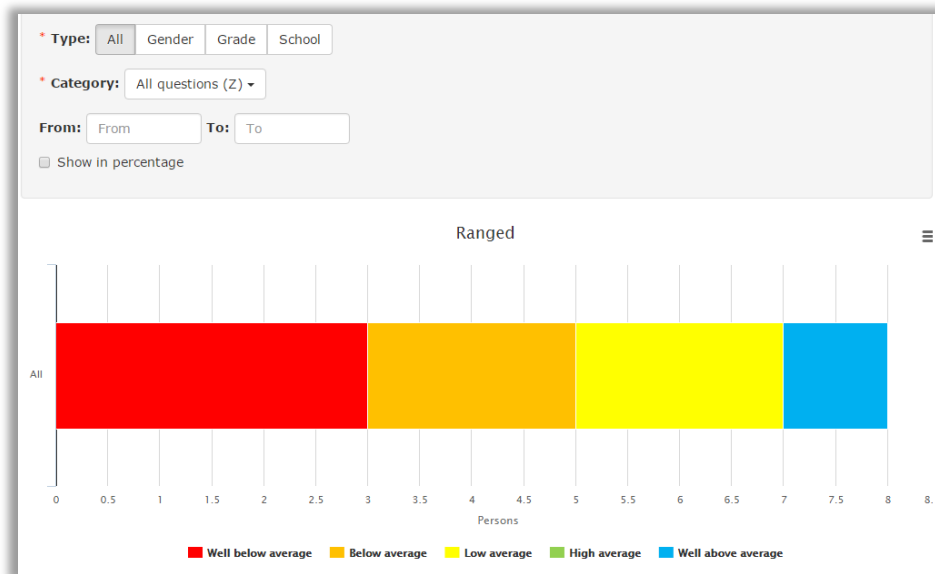 * Type: All Gender Grade School
* Category: All questions (Z)
From: From To: To
Show in percentage
Ranged
All
0 0.5 1 1.5 2 2.5 3 3.5 4 4.5 5 5.5 6 6.5 7 7.5 8 8.
Persons
Well below average Below average Low average High average Well above average